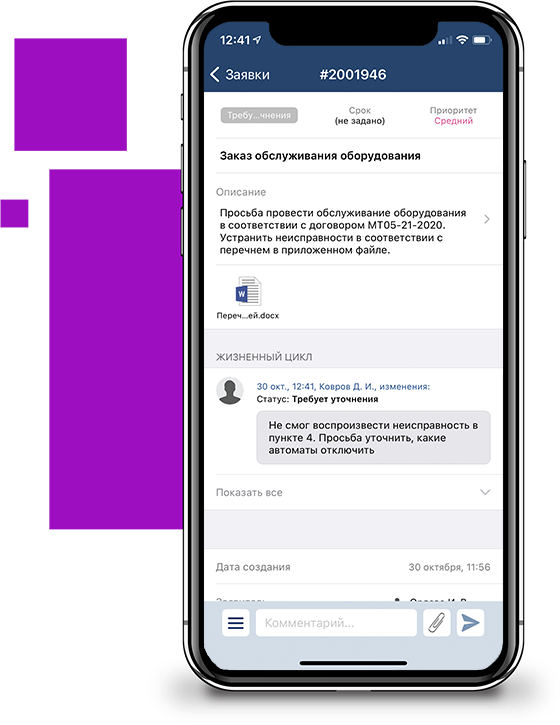 12:41
Заявки
#2001946
Требу...чнения
Срок
(не задано)
Приоритет
Средний
Заказ обслуживания оборудования
Описание
Просьба провести обслуживание оборудования
в соответствии с договором МТ05-21-2020.
Устранить неисправности в соответствии с
перечнем в приложенном файле.
W
Переч...ей.docx
ЖИЗНЕННЫЙ ЦИКЛ
30 окт., 12:41, Ковров Д. И., изменения:
Статус: Требует уточнения
Не смог воспроизвести неисправность в
пункте 4. Просьба уточнить, какие
автоматы отключить
Показать все
Дата создания
30 октября, 11:56
Комментарий...